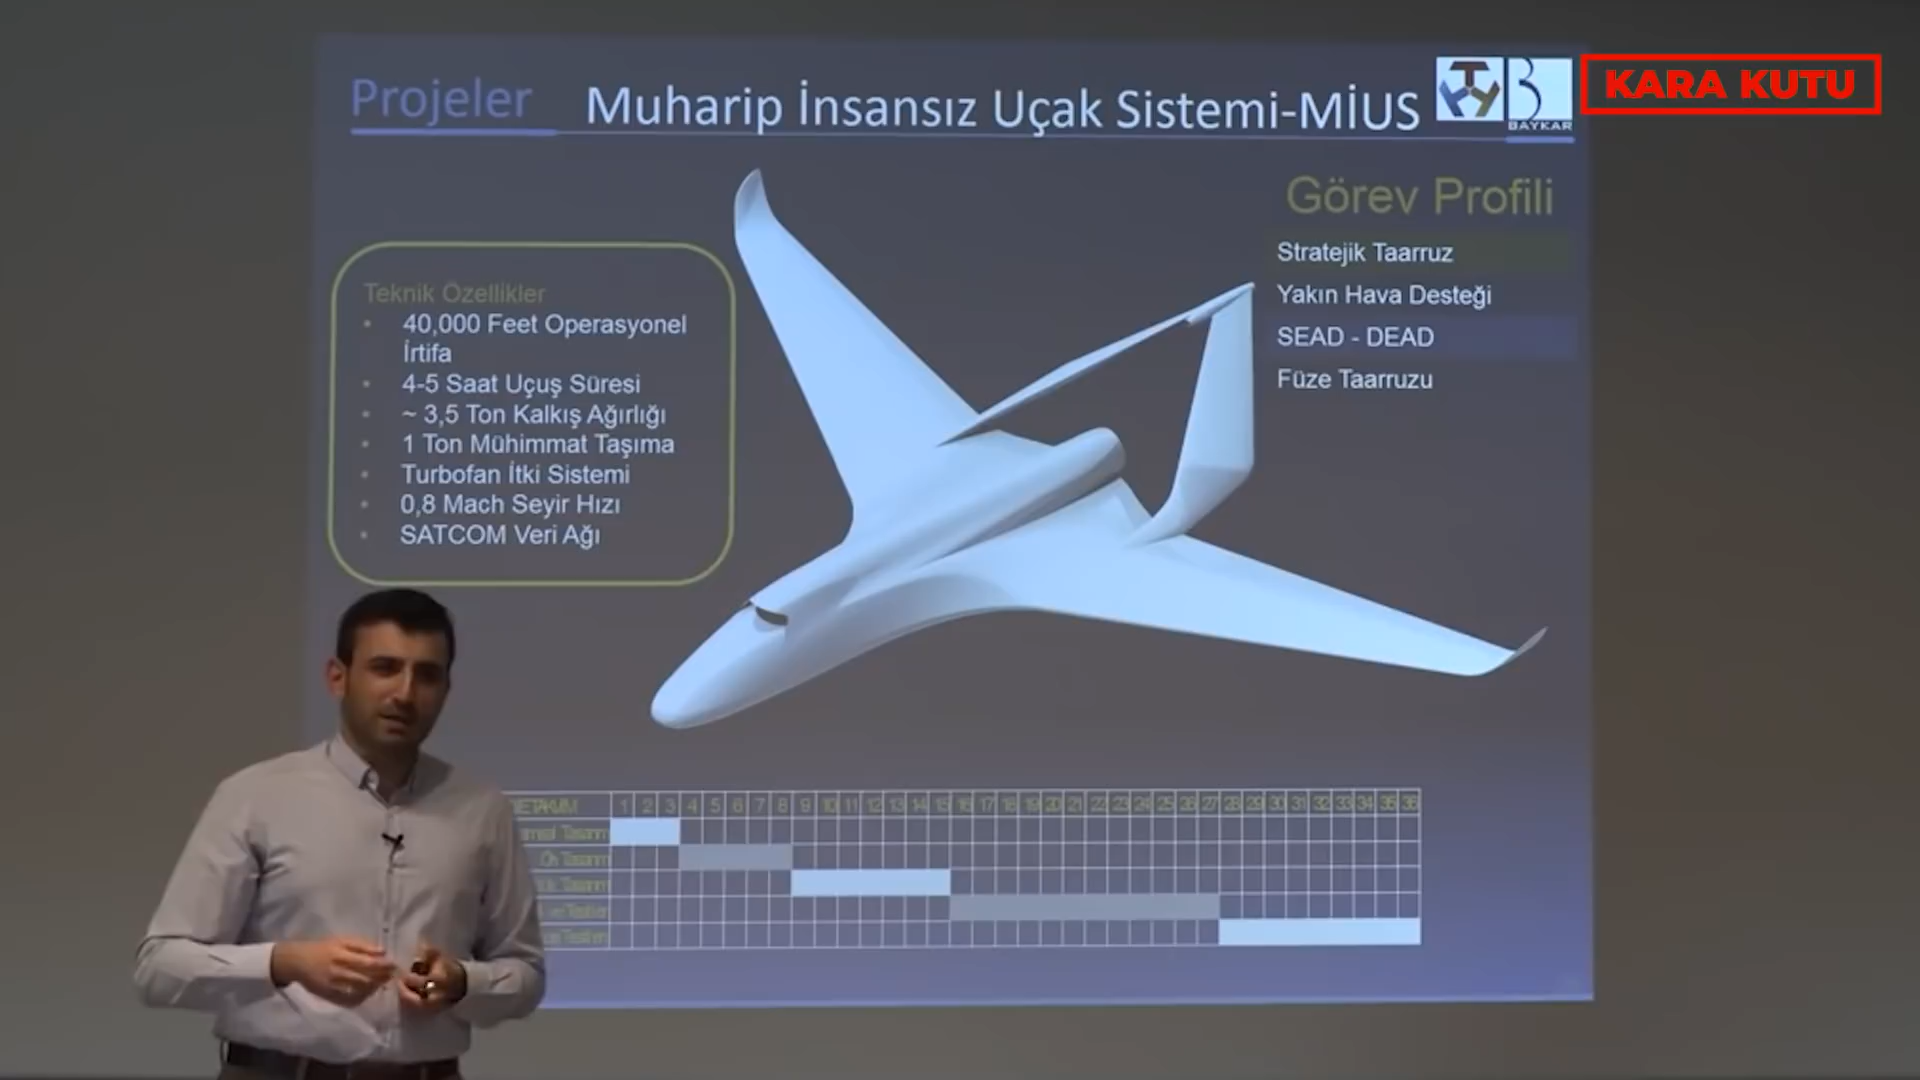 Projeler
Muharip İnsansız Uçak Sistemi-MİUS
BAYKAR
KARA KUTU
Teknik Özellikler
40,000 Feet Operasyonel
İrtifa
4-5 Saat Uçuş Süresi
~ 3,5 Ton Kalkış Ağırlığı
1 Ton Mühimmat Taşıma
Turbofan İtki Sistemi
0,8 Mach Seyir Hızı
SATCOM Veri Ağı
Görev Profili
Stratejik Taarruz
Yakın Hava Desteği
SEAD - DEAD
Füze Taarruzu
1 2 3 4 5 6 7 8 9 10 11 12 13 14 15 16 17 18 19 20 21 22 23 24 25 26 27 28 29 30 31 32 33 34 35 36
Ön Tasarım